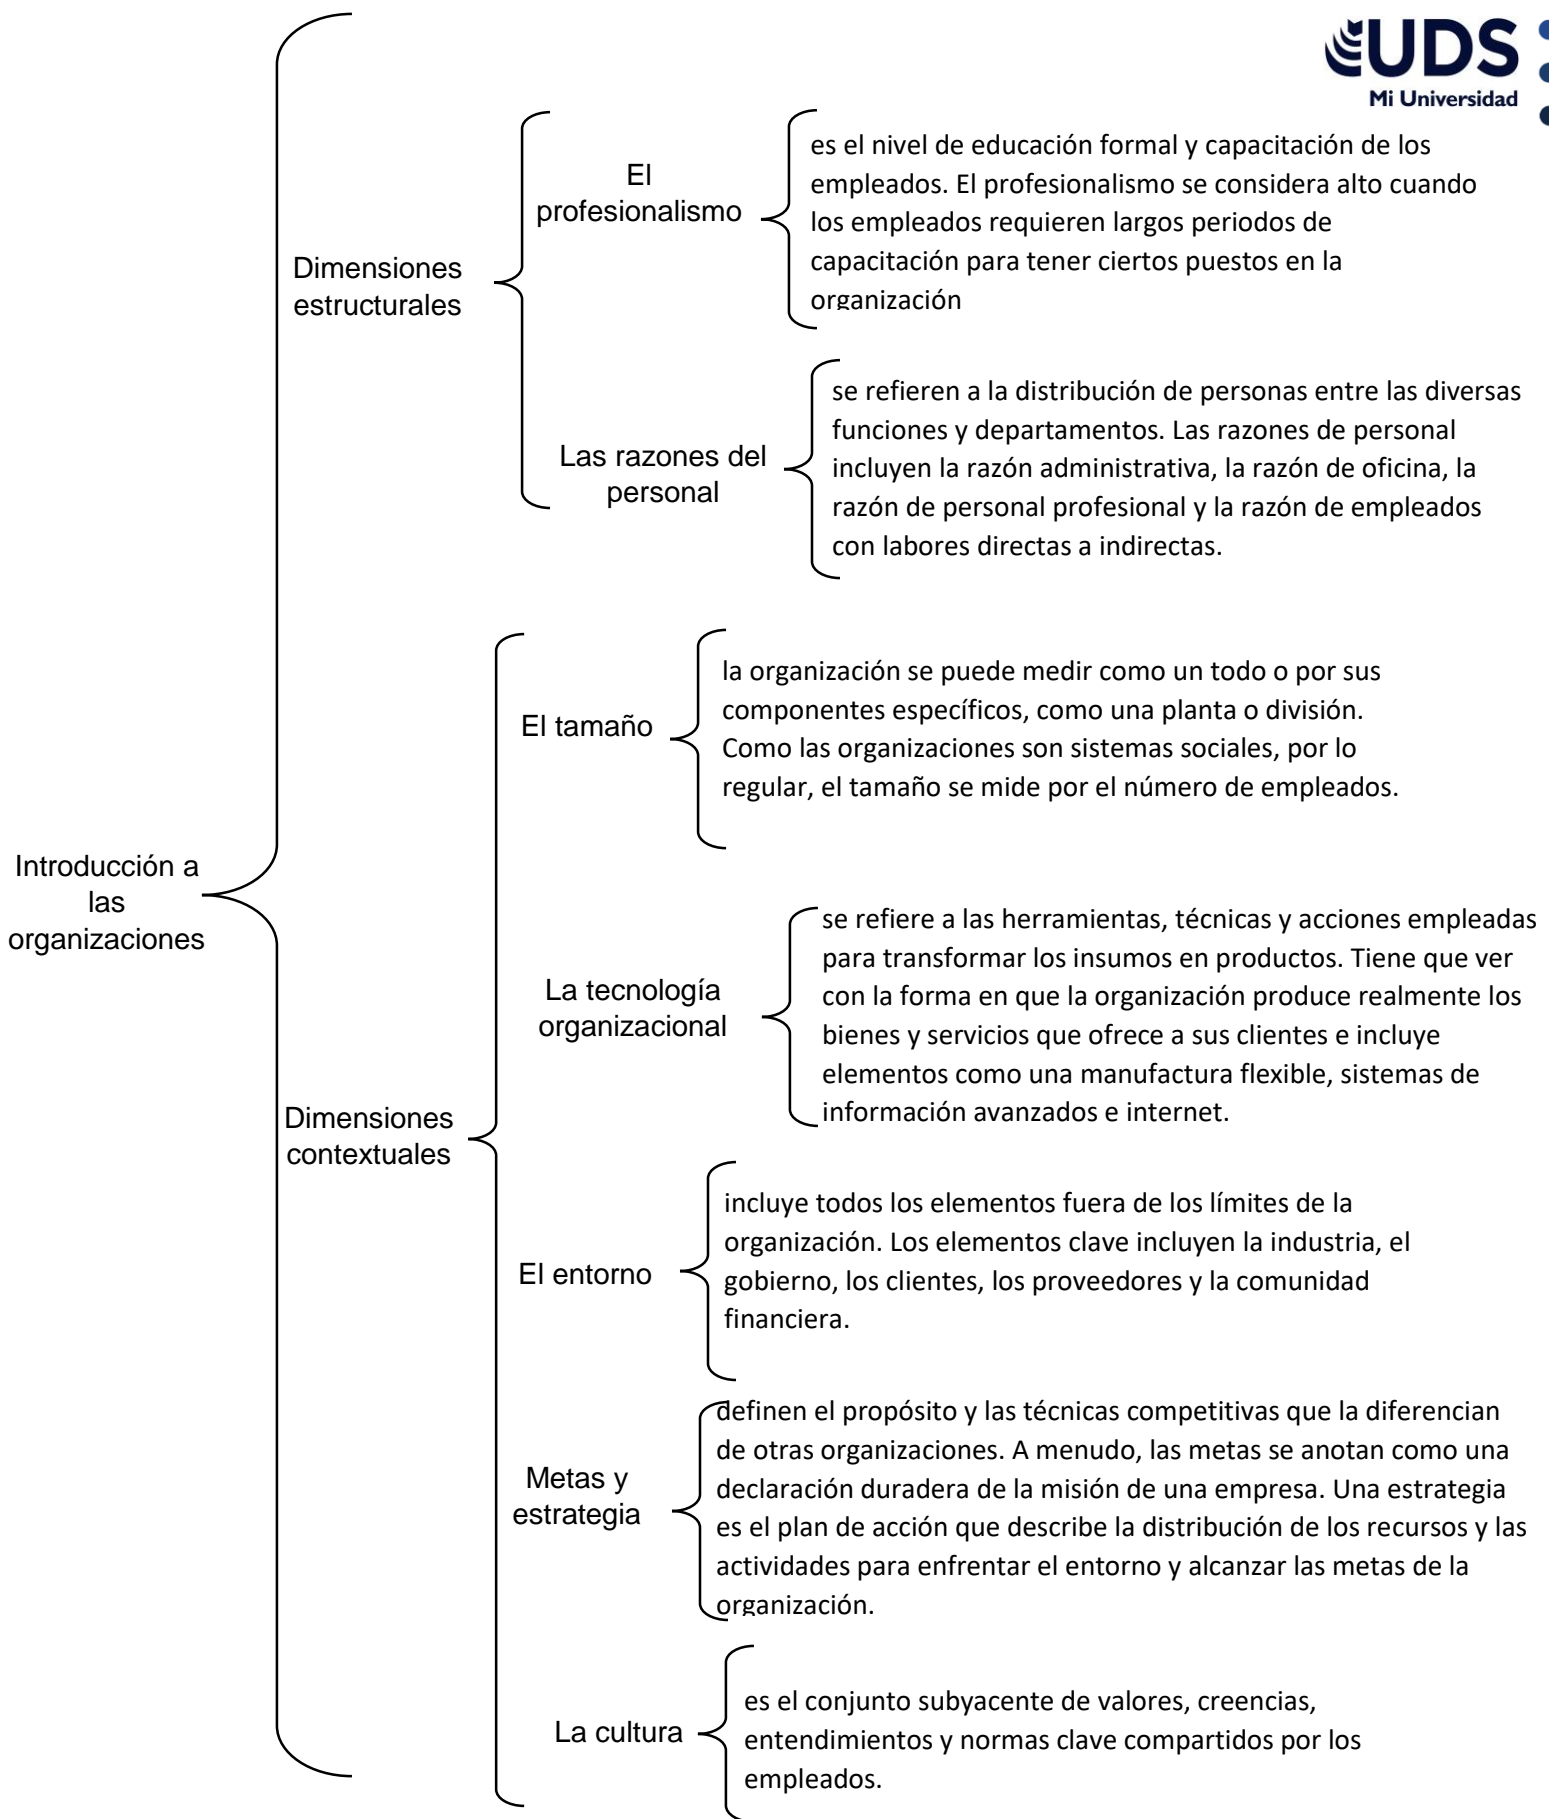 UDS
Mi Universidad
Introducción a
las
organizaciones
Dimensiones
estructurales
El
profesionalismo
es el nivel de educación formal y capacitación de los
empleados. El profesionalismo se considera alto cuando
los empleados requieren largos periodos de
capacitación para tener ciertos puestos en la
organización
Las razones del
personal
se refieren a la distribución de personas entre las diversas
funciones y departamentos. Las razones de personal
incluyen la razón administrativa, la razón de oficina, la
razón de personal profesional y la razón de empleados
con labores directas a indirectas.
Dimensiones
contextuales
El tamaño
la organización se puede medir como un todo o por sus
componentes específicos, como una planta o división.
Como las organizaciones son sistemas sociales, por lo
regular, el tamaño se mide por el número de empleados.
La tecnología
organizacional
se refiere a las herramientas, técnicas y acciones empleadas
para transformar los insumos en productos. Tiene que ver
con la forma en que la organización produce realmente los
bienes y servicios que ofrece a sus clientes e incluye
elementos como una manufactura flexible, sistemas de
información avanzados e internet.
El entorno
incluye todos los elementos fuera de los límites de la
organización. Los elementos clave incluyen la industria, el
gobierno, los clientes, los proveedores y la comunidad
financiera.
Metas y
estrategia
definen el propósito y las técnicas competitivas que la diferencian
de otras organizaciones. A menudo, las metas se anotan como una
declaración duradera de la misión de una empresa. Una estrategia
es el plan de acción que describe la distribución de los recursos y las
actividades para enfrentar el entorno y alcanzar las metas de la
organización.
La cultura
es el conjunto subyacente de valores, creencias,
entendimientos y normas clave compartidos por los
empleados.